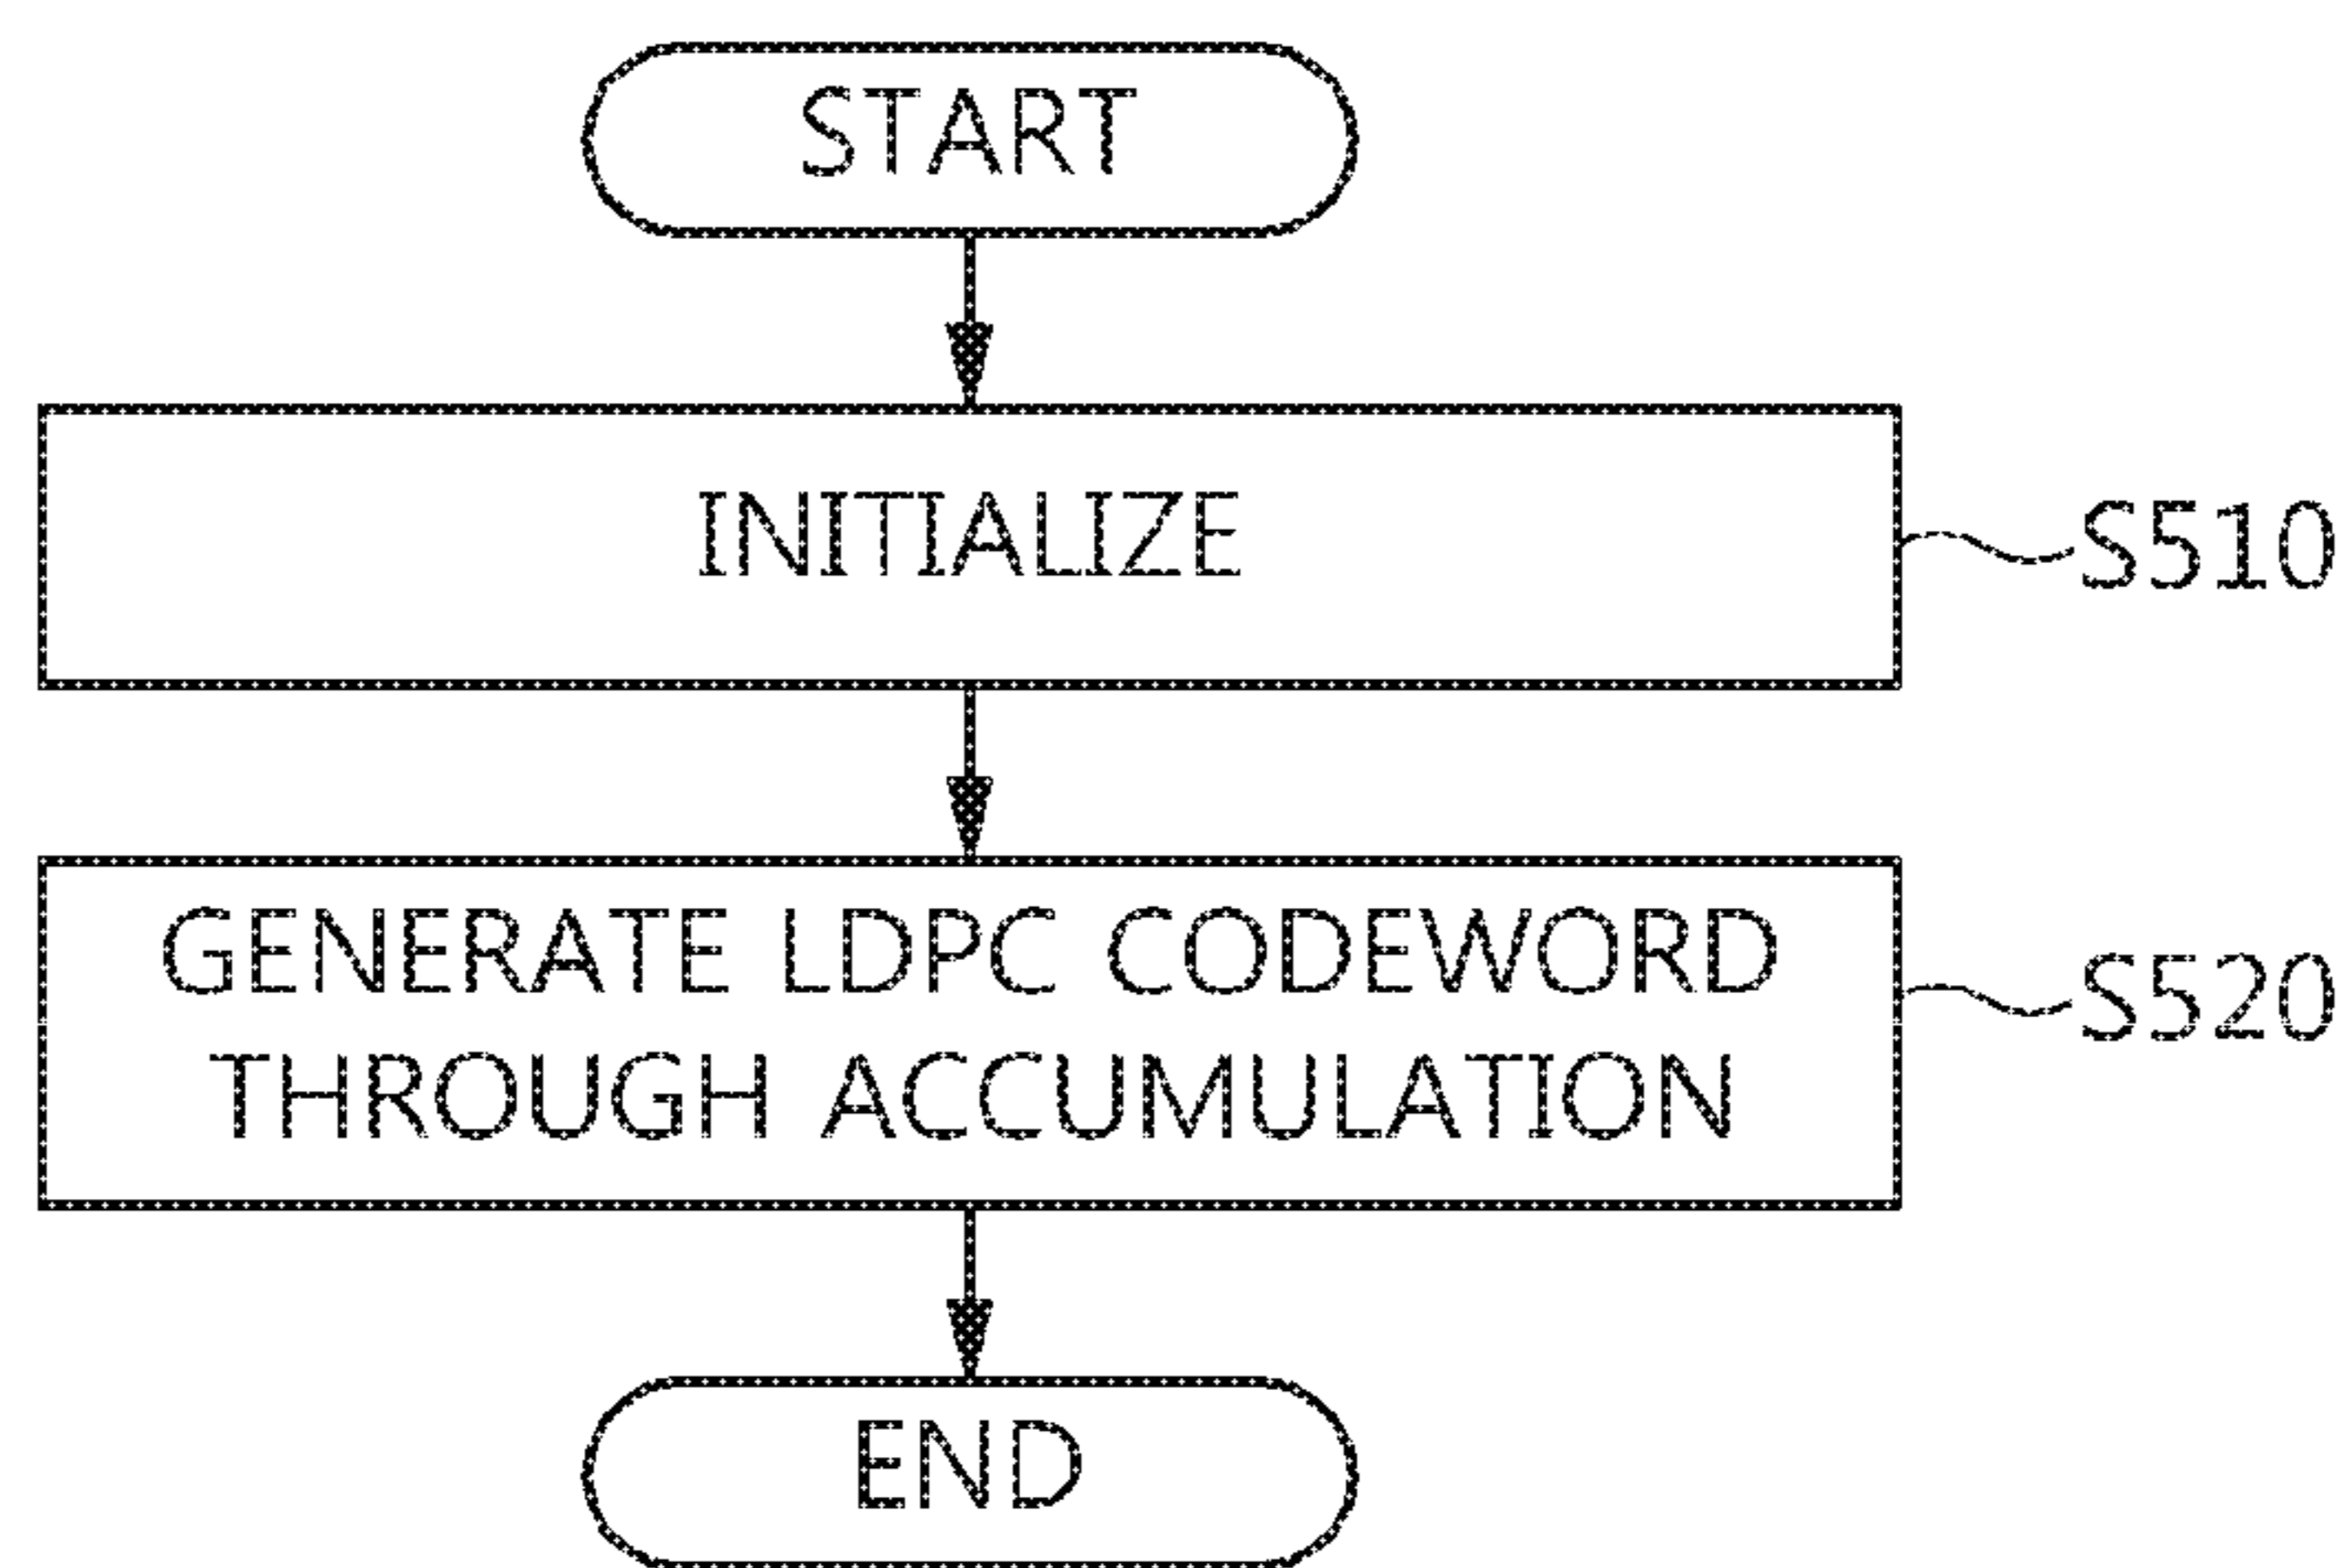 START
INITIALIZE
S510
GENERATE LDPC CODEWORD
THROUGH ACCUMULATION
S520
END